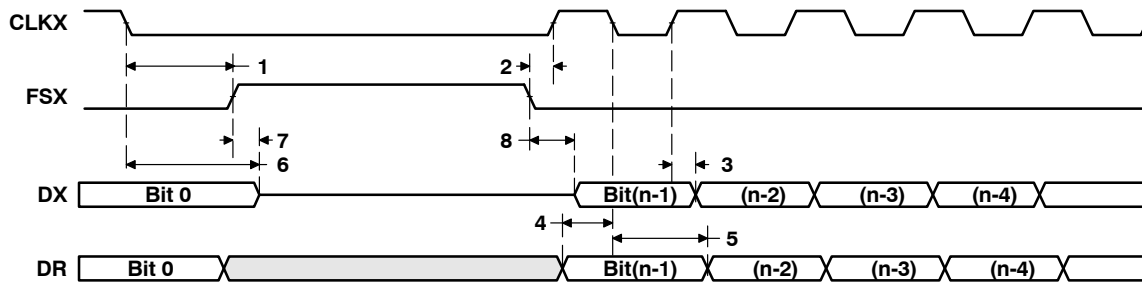 CLKX
1
2
FSX
7
8
6
3
DX
Bit 0
Bit(n-1)
(n-2)
(n-3)
(n-4)
4
5
DR
Bit 0
Bit(n-1)
(n-2)
(n-3)
(n-4)